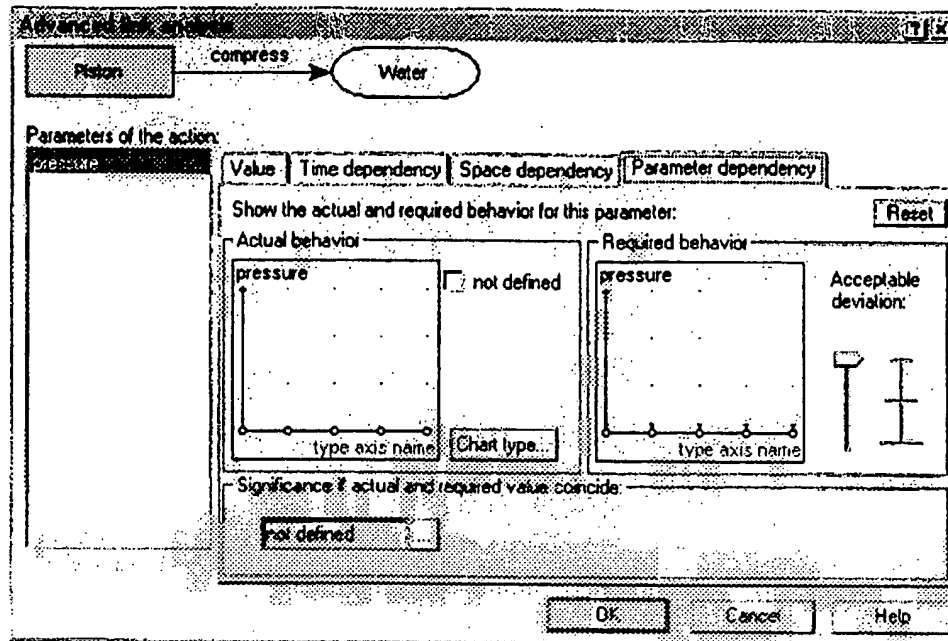 Advanced link analysis
Piston
compress
Water
Parameters of the action:
pressure
Value
Time dependency
Space dependency
Parameter dependency
Show the actual and required behavior for this parameter:
Reset
Actual behavior
pressure
not defined
type axis name
Chart type...
Required behavior
pressure
Acceptable
deviation:
type axis name
Significance if actual and required value coincide:
not defined
...
OK
Cancel
Help